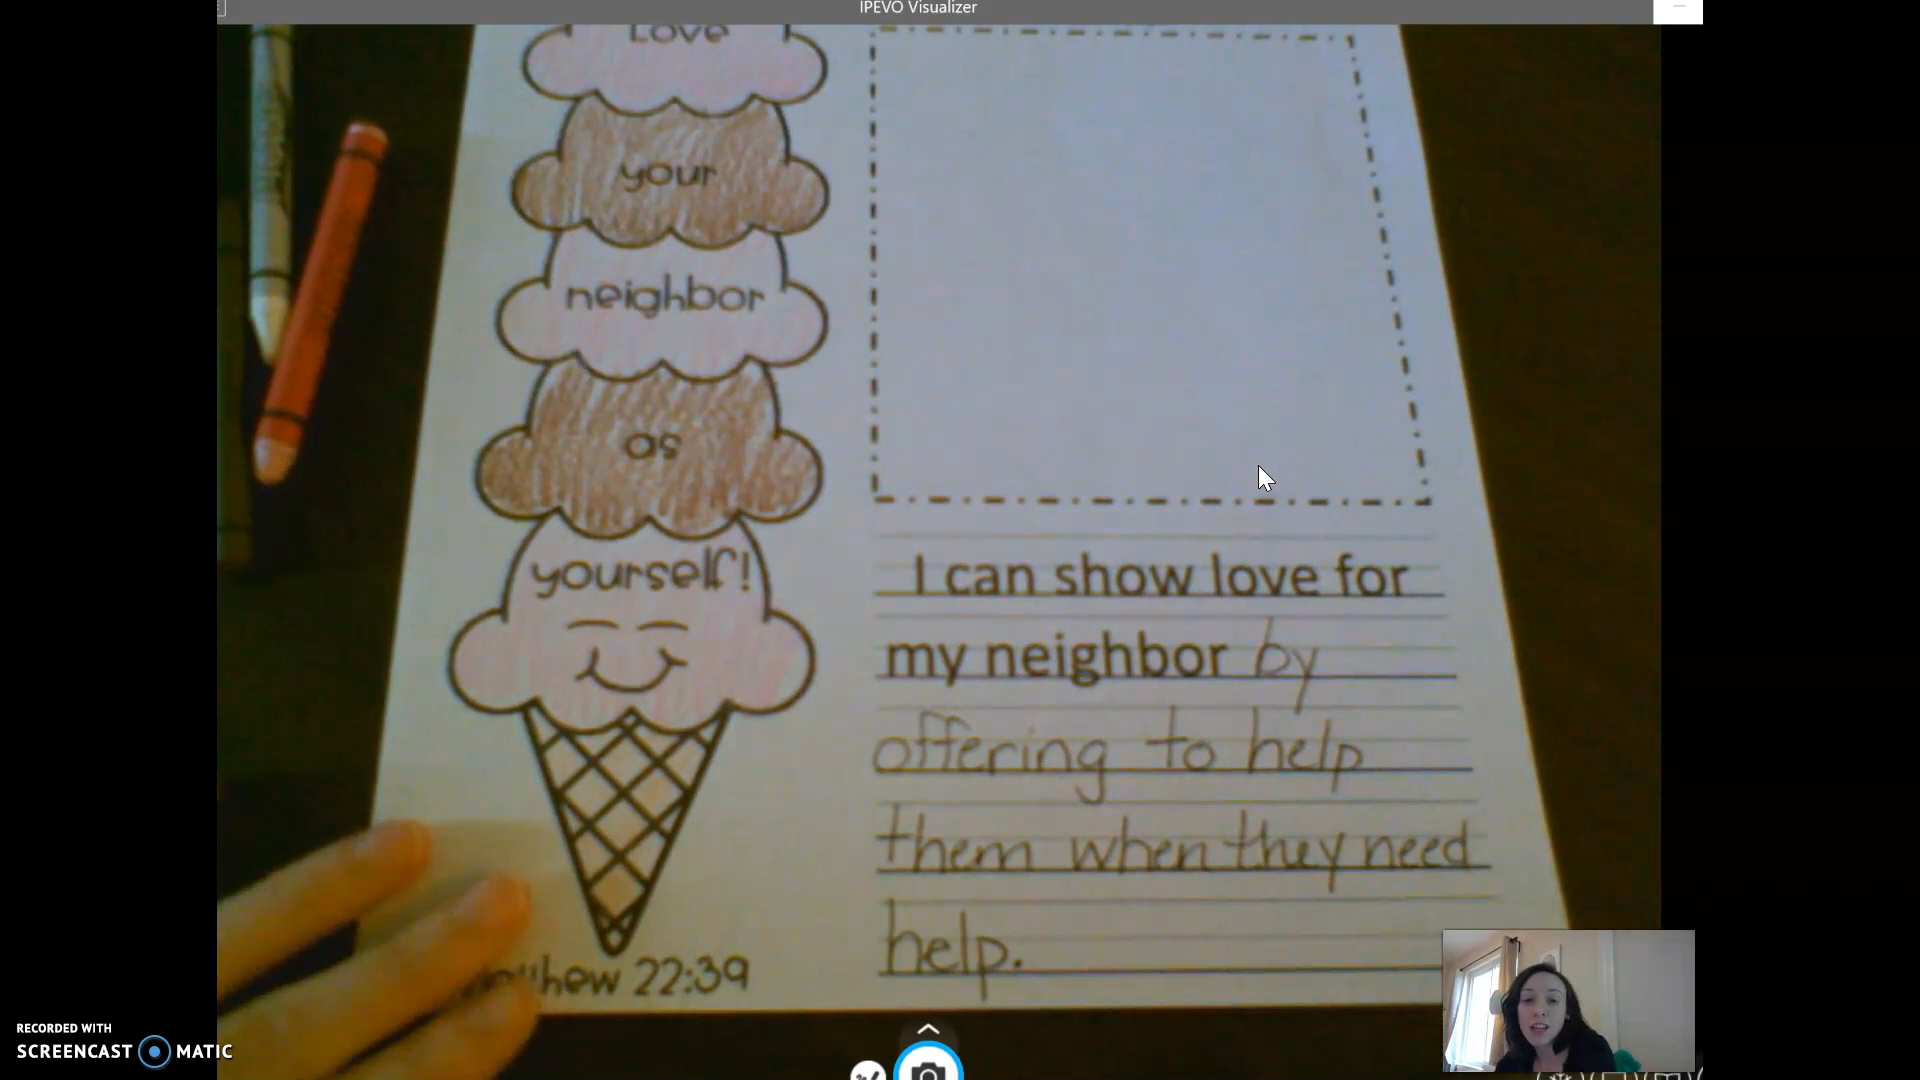 IPEVO Visualizer
Love
your
neighbor
as
yourself!
Matthew 22:39
I can show love for
my neighbor by
offering to help
them when they need
help.
RECORDED WITH
SCREENCAST MATIC